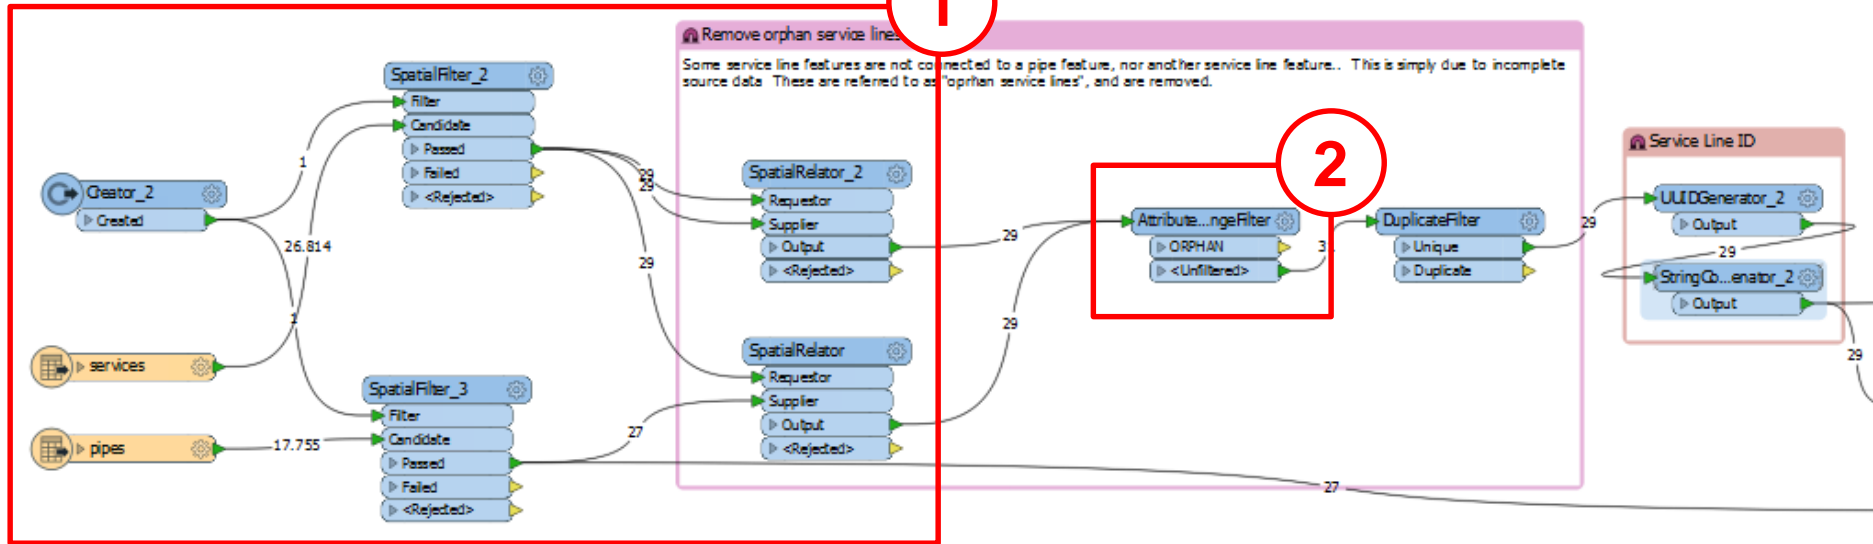 1
Remove orphan service lines
Some service line features are not connected to a pipe feature, nor another service line feature.. This is simply due to incomplete
source data These are referred to as "oprhan service lines", and are removed.
SpatialFilter_2
Filter
Candidate
Passed
Failed
<Rejected>
Creator_2
Created
1
26.814
1
29
29
29
services
pipes
17.755
SpatialFilter_3
Filter
Candidate
Passed
Failed
<Rejected>
27
27
SpatialRelator_2
Requestor
Supplier
Output
<Rejected>
29
SpatialRelator
Requestor
Supplier
Output
<Rejected>
29
2
Attribute...ngeFilter
ORPHAN
<Unfiltered>
DuplicateFilter
Unique
Duplicate
29
Service Line ID
UUIDGenerator_2
Output
29
StringCo...enator_2
Output
29